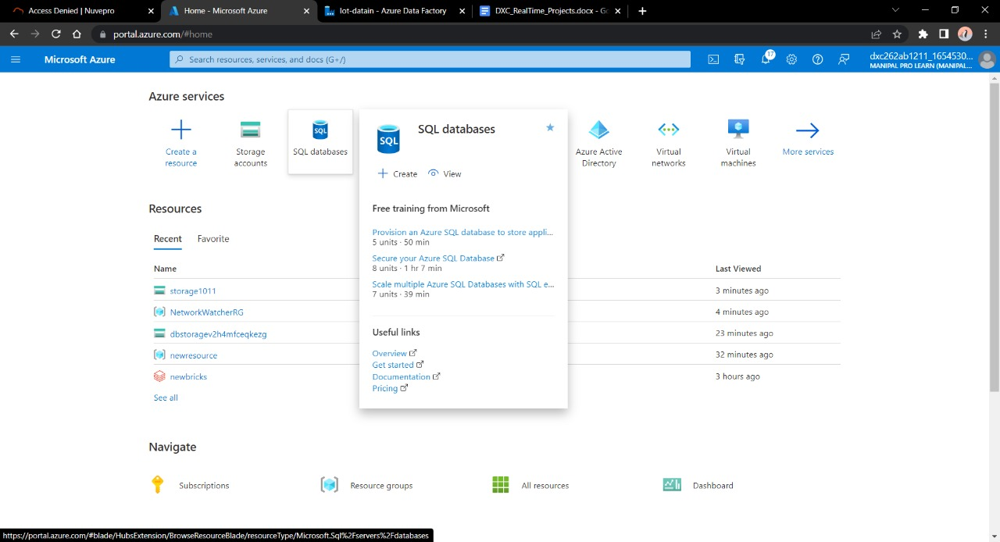 Access Denied | Nuvepro
Home - Microsoft Azure
Iot-datain - Azure Data Factory
DXC_RealTime_Projects.docx - Go
portal.azure.com/#home
Microsoft Azure
Search resources, services, and docs (G+/)
17
dxc262ab1211_1654530...
MANIPAL PRO LEARN (MANIPAL...
Azure services
Create a resource
Storage accounts
SQL
SQL databases
SQL
SQL databases
Create
View
Free training from Microsoft
Provision an Azure SQL database to store appli...
5 units · 50 min
Secure your Azure SQL Database
8 units · 1 hr 7 min
Scale multiple Azure SQL Databases with SQL e...
7 units · 39 min
Useful links
Overview
Get started
Documentation
Pricing
Azure Active Directory
Virtual networks
Virtual machines
More services
Resources
Recent
Favorite
Name
Last Viewed
storage1011
3 minutes ago
NetworkWatcherRG
4 minutes ago
dbstoragev2h4mfceqkezg
23 minutes ago
newresource
32 minutes ago
newbricks
3 hours ago
See all
Navigate
Subscriptions
Resource groups
All resources
Dashboard
https://portal.azure.com/#blade/HubsExtension/BrowseResourceBlade/resourceType/Microsoft.Sql%2Fservers%2Fdatabases